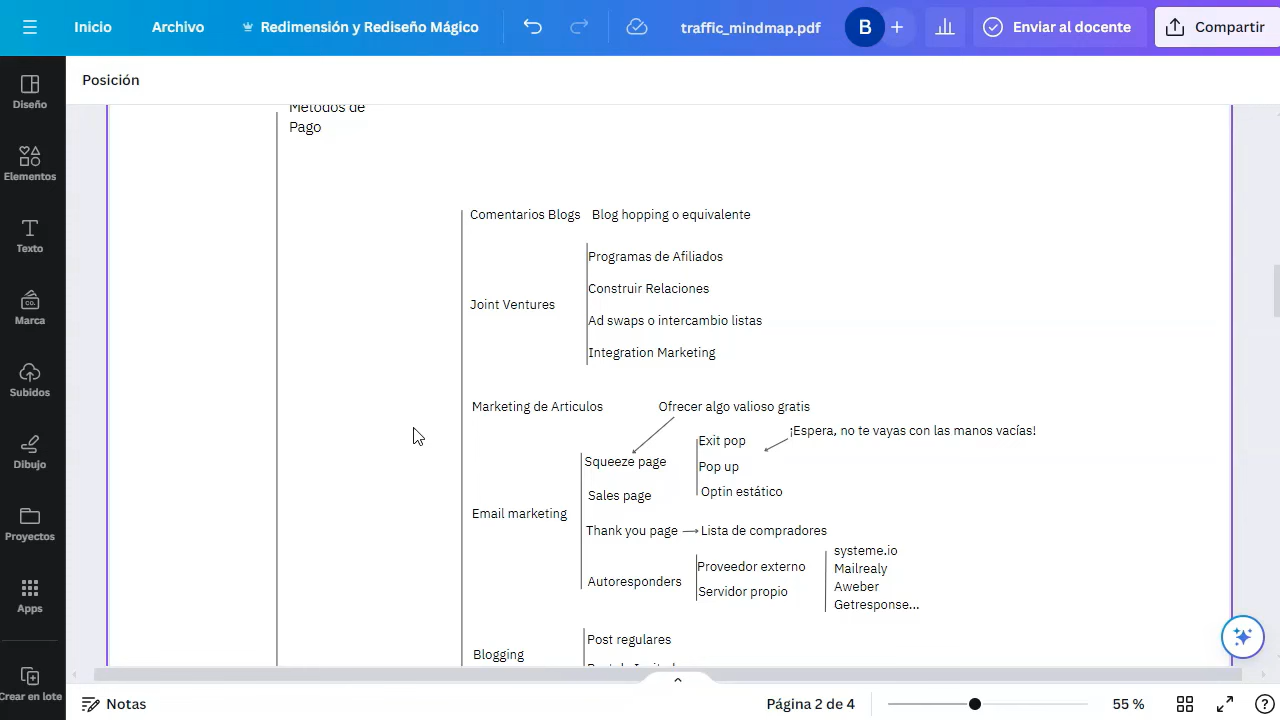 Inicio
Archivo
Redimensión y Rediseño Mágico
traffic_mindmap.pdf
B
Enviar al docente
Compartir
Posición
Diseño
Elementos
Texto
Marca
CO.
Subidos
Dibujo
Proyectos
Apps
Crear en lote
Métodos de
Pago
Comentarios Blogs Blog hopping o equivalente
Programas de Afiliados
Construir Relaciones
Joint Ventures
Ad swaps o intercambio listas
Integration Marketing
Marketing de Articulos
Ofrecer algo valioso gratis
¡Espera, no te vayas con las manos vacías!
Exit pop
Squeeze page
Pop up
Optin estático
Sales page
Email marketing
Thank you page
Lista de compradores
systeme.io
Proveedor externo
Mailrealy
Autoresponders
Aweber
Servidor propio
Getresponse...
Post regulares
Blogging
Notas
Página 2 de 4
55 %